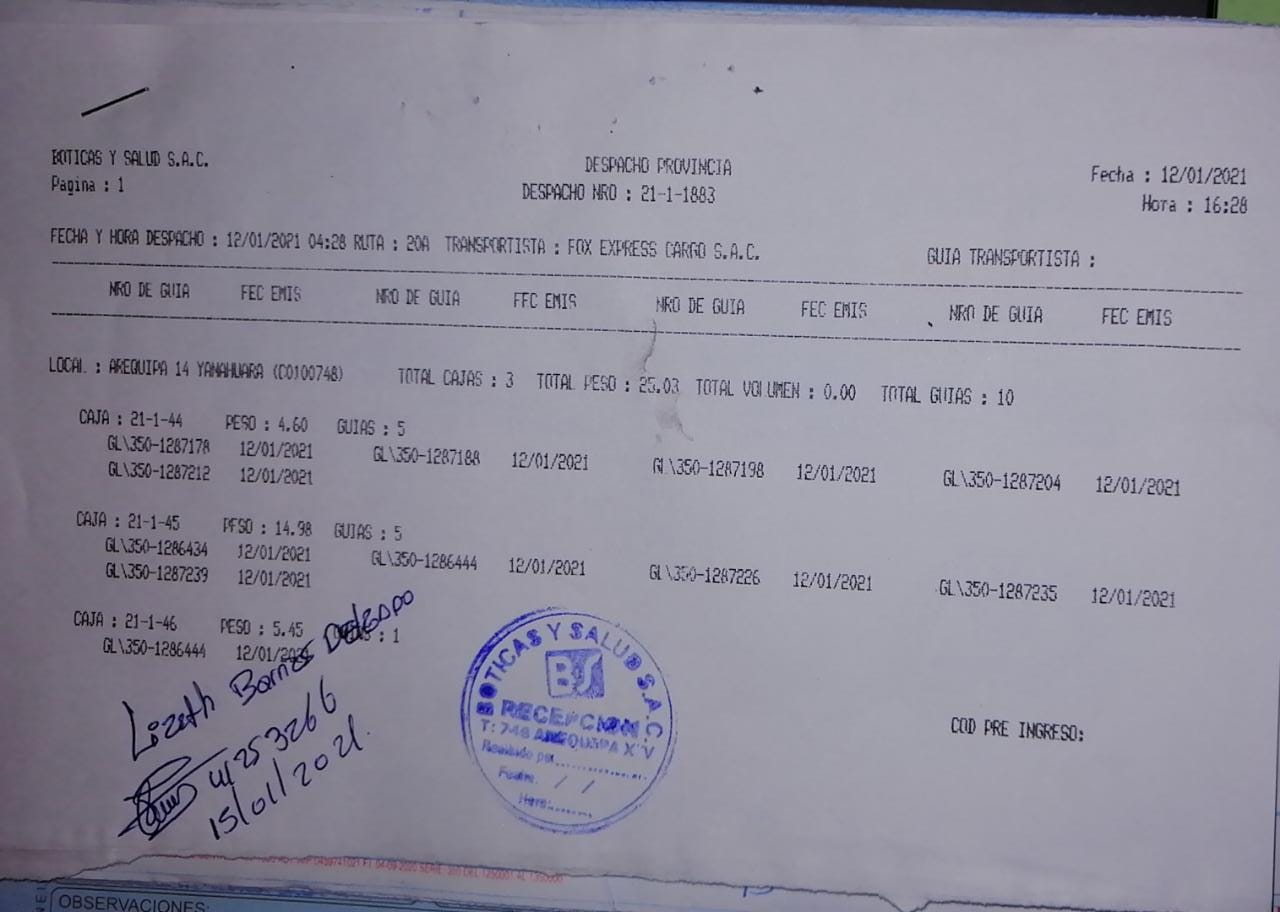 BOTICAS Y SALUD S.A.C. DESPACHO PROVINCIA Fecha : 12/01/2021
Pagina : 1 DESPACHO NRO : 21-1-1883 Hora : 16:28
FECHA Y HORA DESPACHO : 12/01/2021 04:28 RUTA : 20A TRANSPORTISTA : FOX EXPRESS CARGO S.A.C. GUIA TRANSPORTISTA :
NRO DE GUIA FEC EMIS NRO DE GUIA FEC EMIS NRO DE GUIA FEC EMIS NRO DE GUIA FEC EMIS
LOCAL : AREQUIPA 14 YANAHUARA (C0100748) TOTAL CAJAS : 3 TOTAL PESO : 25.03 TOTAL VOLUMEN : 0.00 TOTAL GUIAS : 10
CAJA : 21-1-44 PESO : 4.60 GUIAS : 5
GL\350-1287178 12/01/2021 GL\350-1287188 12/01/2021 GL\350-1287198 12/01/2021 GL\350-1287204 12/01/2021
GL\350-1287212 12/01/2021
CAJA : 21-1-45 PESO : 14.98 GUIAS : 5
GL\350-1286434 12/01/2021 GL\350-1286444 12/01/2021 GL\350-1287226 12/01/2021 GL\350-1287235 12/01/2021
GL\350-1287239 12/01/2021
CAJA : 21-1-46 PESO : 5.45 : 1
GL\350-1286444 12/01/2021
Lizeth Barrios
41253266
15/01/2021.
BOTICAS Y SALUD S.A.C.
BS
RECEPCION
T: 748 AREQUIPA XIV
Recibido por
Fecha: / /
Hora:
COD PRE INGRESO:
OBSERVACIONES: